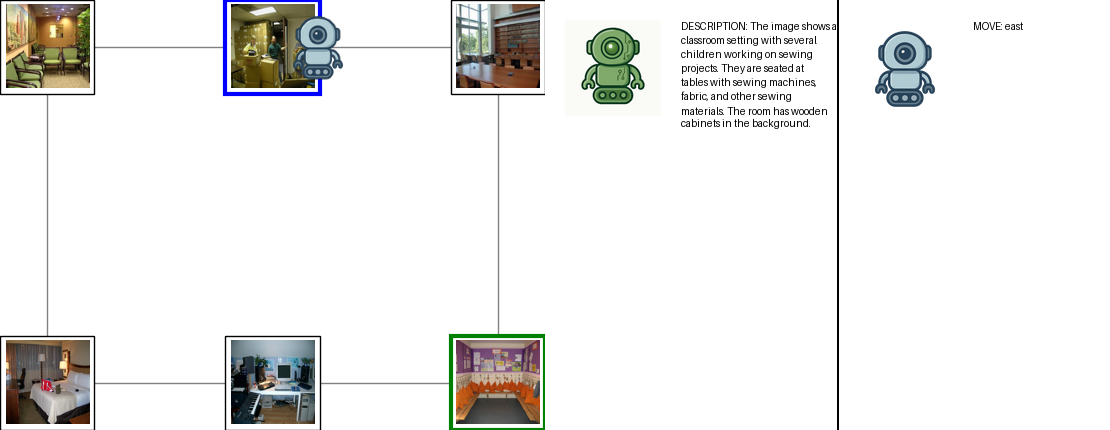 DESCRIPTION: The image shows a
classroom setting with several
children working on sewing
projects. They are seated at
tables with sewing machines,
fabric, and other sewing
materials. The room has wooden
cabinets in the background.
MOVE: east